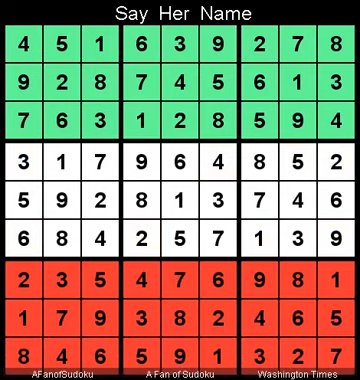 Say Her Name
4 5 1 6 3 9 2 7 8
9 2 8 7 4 5 6 1 3
7 6 3 1 2 8 5 9 4
3 1 7 9 6 4 8 5 2
5 9 2 8 1 3 7 4 6
6 8 4 2 5 7 1 3 9
2 3 5 4 7 6 9 8 1
1 7 9 3 8 2 4 6 5
8 4 6 5 9 1 3 2 7
AFanofSudoku A Fan of Sudoku Washington Times